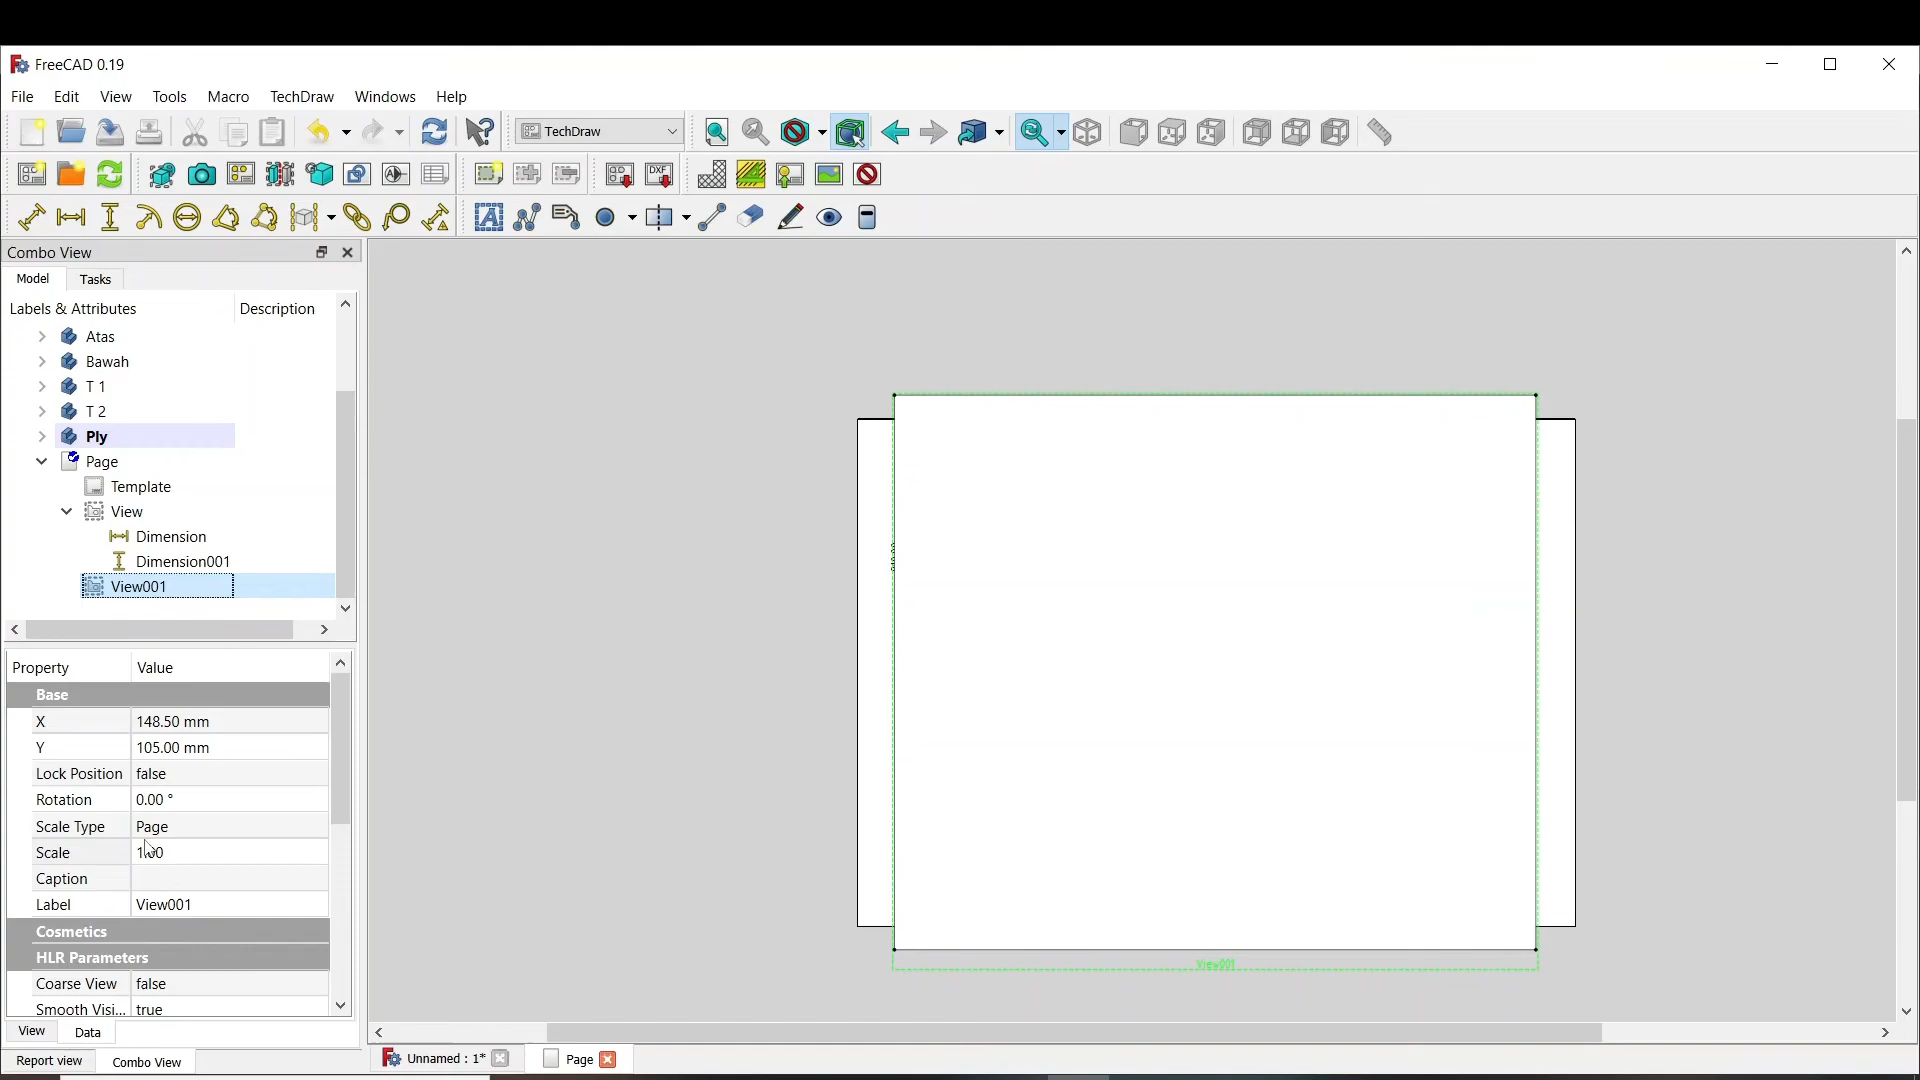 FreeCAD 0.19
File Edit View Tools Macro TechDraw Windows Help
TechDraw
DXF
Combo View
Model Tasks
Labels & Attributes Description
Atas
Bawah
T 1
T 2
Ply
Page
Template
View
Dimension
Dimension001
View001
Property Value
Base
X 148.50 mm
Y 105.00 mm
Lock Position false
Rotation 0.00 °
Scale Type Page
Scale
Caption
Label View001
Cosmetics
HLR Parameters
Coarse View false
Smooth Visi... true
View Data
Report view Combo View
View001
Unnamed : 1*
Page